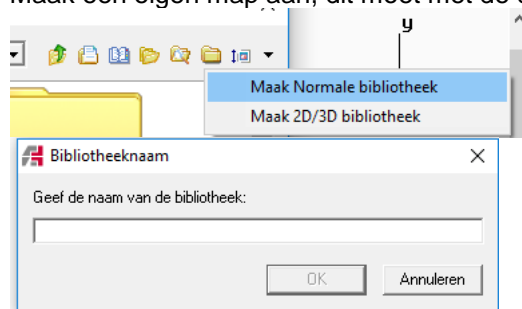 Maak een eigen map aan, dit moet met de
y
Maak Normale bibliotheek
Maak 2D/3D bibliotheek
Bibliotheeknaam
Geef de naam van de bibliotheek:
OK
Annuleren